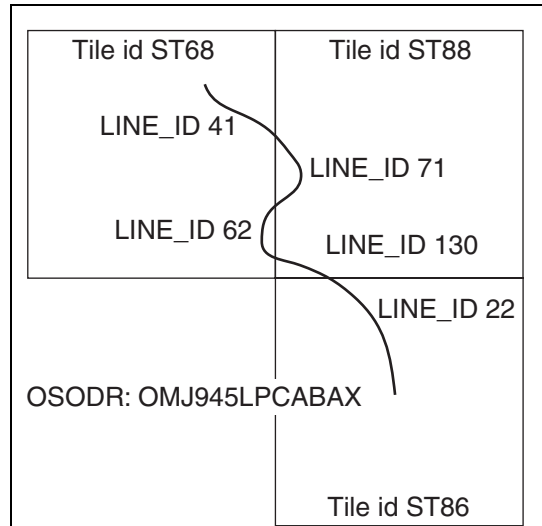 Tile id ST68
Tile id ST88
LINE_ID 41
LINE_ID 71
LINE_ID 62
LINE_ID 130
LINE_ID 22
OSODR: OMJ945LPCABAX
Tile id ST86